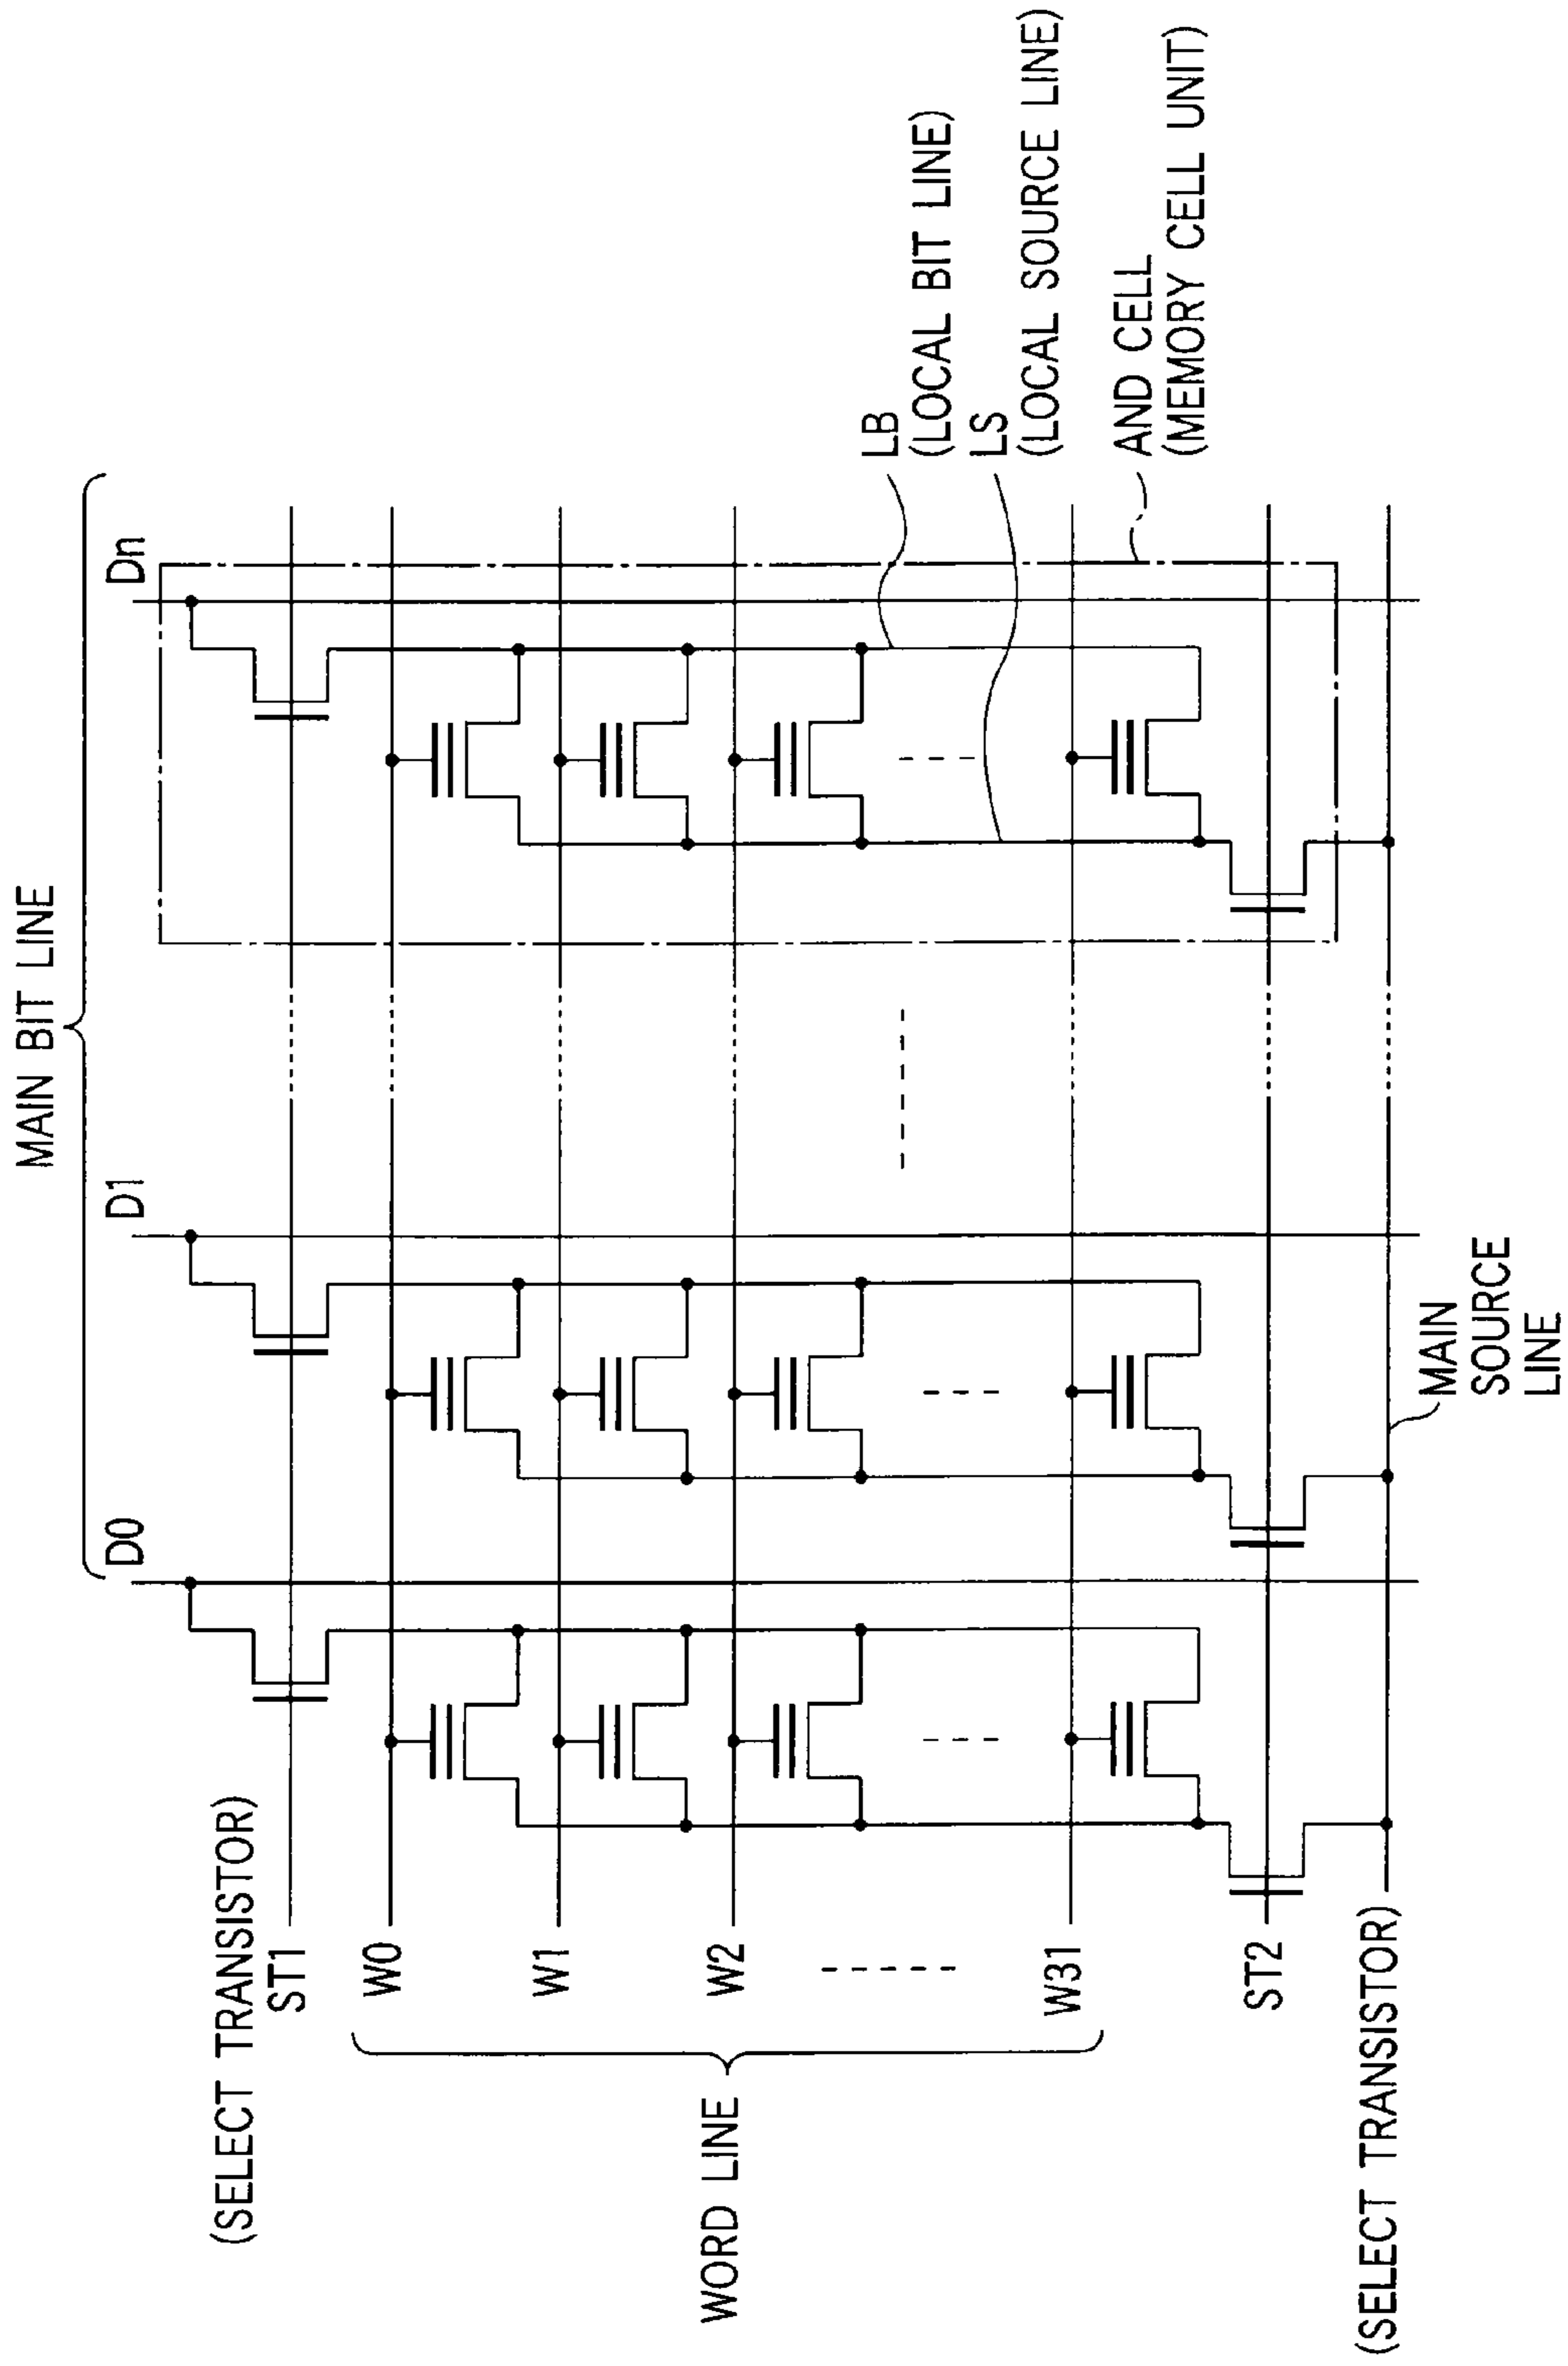 MAIN BIT LINE
D0
D1
Dn
(SELECT TRANSISTOR)
ST1
W0
W1
W2
W31
WORD LINE
ST2
(SELECT TRANSISTOR)
LB
(LOCAL BIT LINE)
LS
(LOCAL SOURCE LINE)
AND CELL
(MEMORY CELL UNIT)
MAIN
SOURCE
LINE